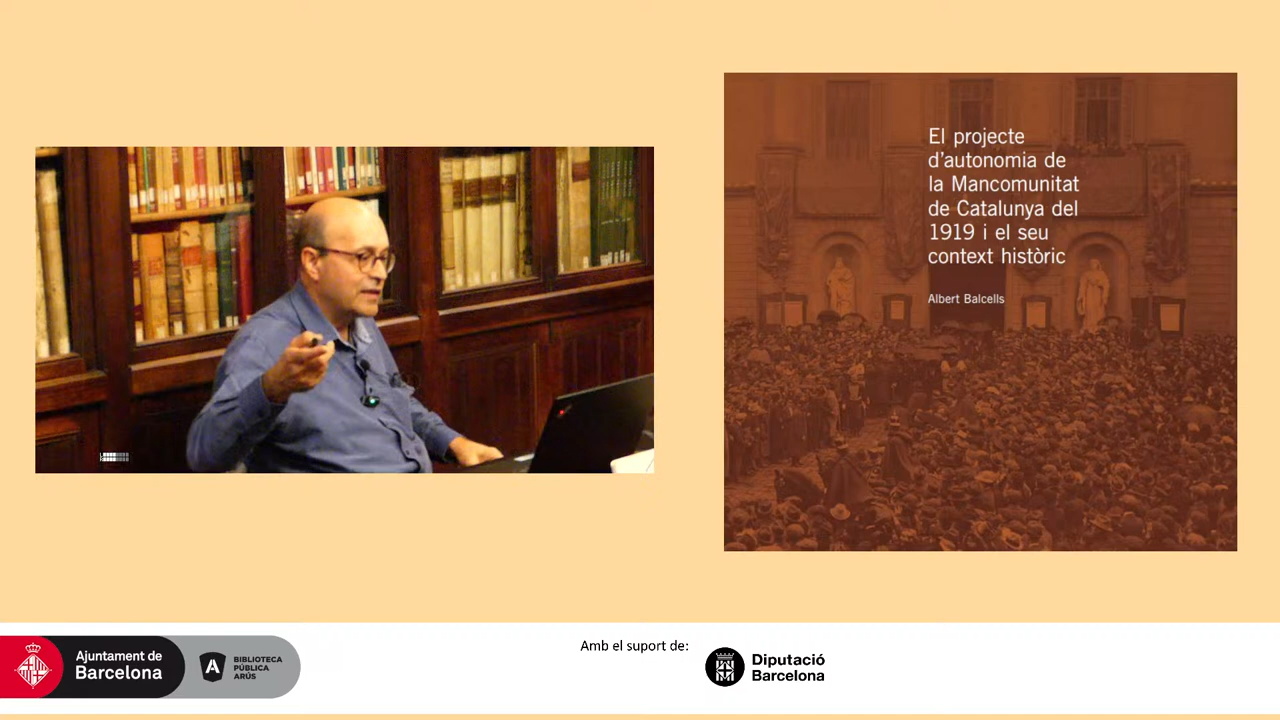 El projecte
d'autonomia de
la Mancomunitat
de Catalunya del
1919 i el seu
context històric
Albert Balcells
Ajuntament de
Barcelona
A
BIBLIOTECA
PÚBLICA
ARÚS
Amb el suport de:
Diputació
Barcelona